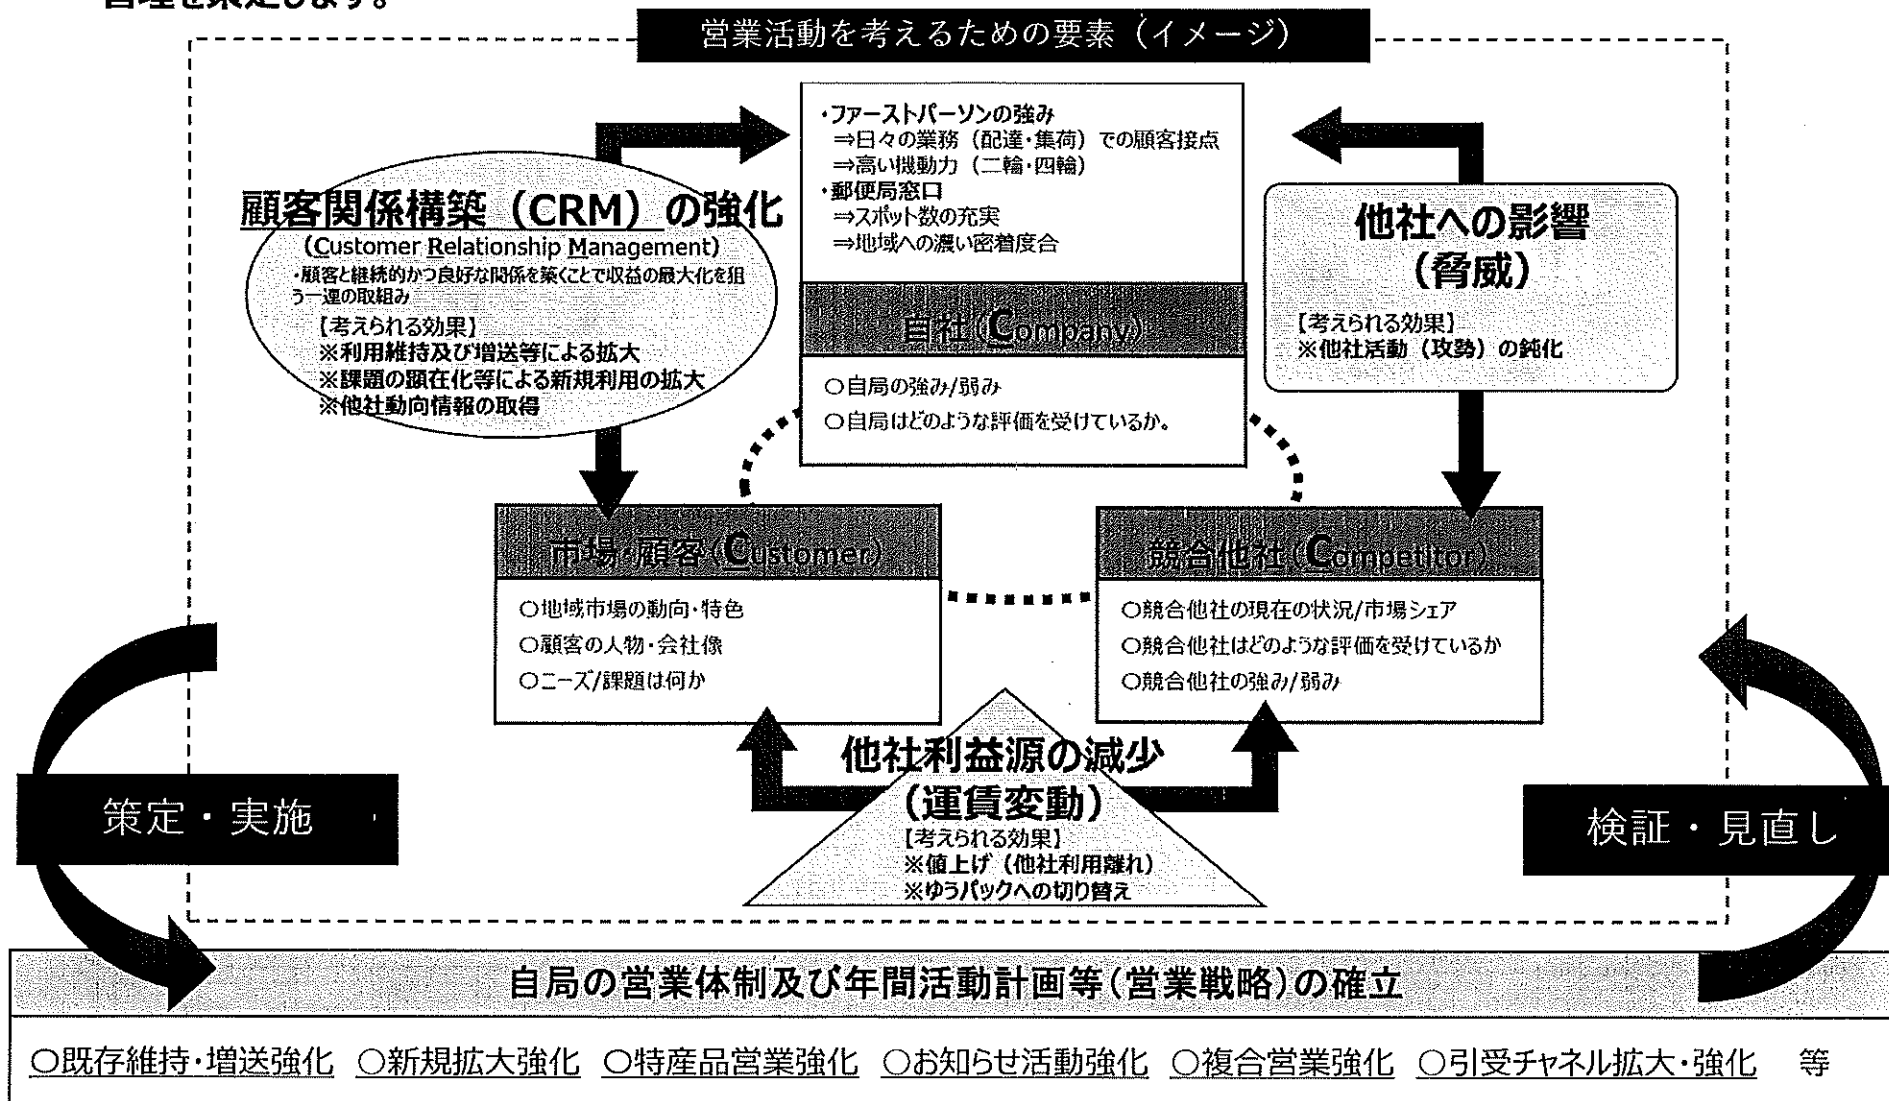 管理を策定します。
営業活動を考えるための要素（イメージ）
・ファーストパーソンの強み
⇒日々の業務（配達・集荷）での顧客接点
⇒高い機動力（二輪・四輪）
・郵便局窓口
⇒スポット数の充実
⇒地域への濃い密着度合
自社（Company）
○自局の強み/弱み
○自局はどのような評価を受けているか。
顧客関係構築（CRM）の強化
（Customer Relationship Management）
・顧客と継続的かつ良好な関係を築くことで収益の最大化を狙
う一連の取組み
【考えられる効果】
※利用維持及び増送等による拡大
※課題の顕在化等による新規利用の拡大
※他社動向情報の取得
他社への影響
（脅威）
【考えられる効果】
※他社活動（攻勢）の鈍化
市場・顧客（Customer）
○地域市場の動向・特色
○顧客の人物・会社像
○ニーズ/課題は何か
競合他社（Competitor）
○競合他社の現在の状況/市場シェア
○競合他社はどのような評価を受けているか
○競合他社の強み/弱み
他社利益源の減少
（運賃変動）
【考えられる効果】
※値上げ（他社利用離れ）
※ゆうパックへの切り替え
策定・実施
検証・見直し
自局の営業体制及び年間活動計画等（営業戦略）の確立
○既存維持・増送強化 ○新規拡大強化 ○特産品営業強化 ○お知らせ活動強化 ○複合営業強化 ○引受チャネル拡大・強化 等